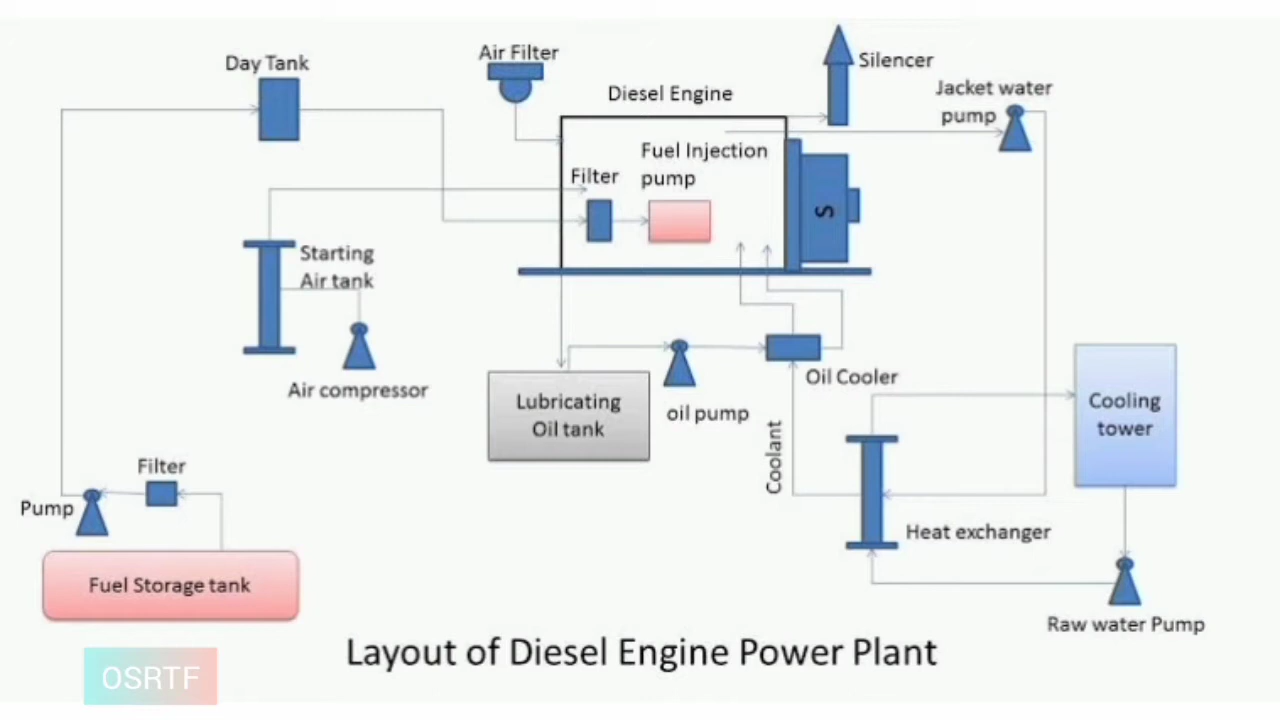 Air Filter
Silencer
Day Tank
Diesel Engine
Jacket water
pump
Fuel Injection
pump
Filter
S
Starting
Air tank
Air compressor
Oil Cooler
Lubricating
Oil tank
oil pump
Cooling
tower
Coolant
Filter
Pump
Heat exchanger
Fuel Storage tank
Raw water Pump
Layout of Diesel Engine Power Plant
OSRTF